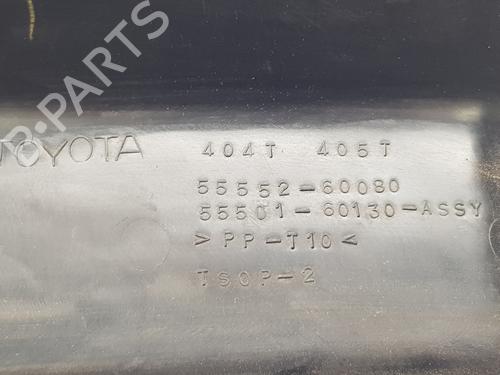 B-PARTS
TOYOTA 404T 405T
55552-60080
55501-60130-ASSY
>PP-T10<
TSOP-2